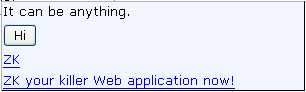 It can be anything.
Hi
ZK
ZK your killer Web application now!